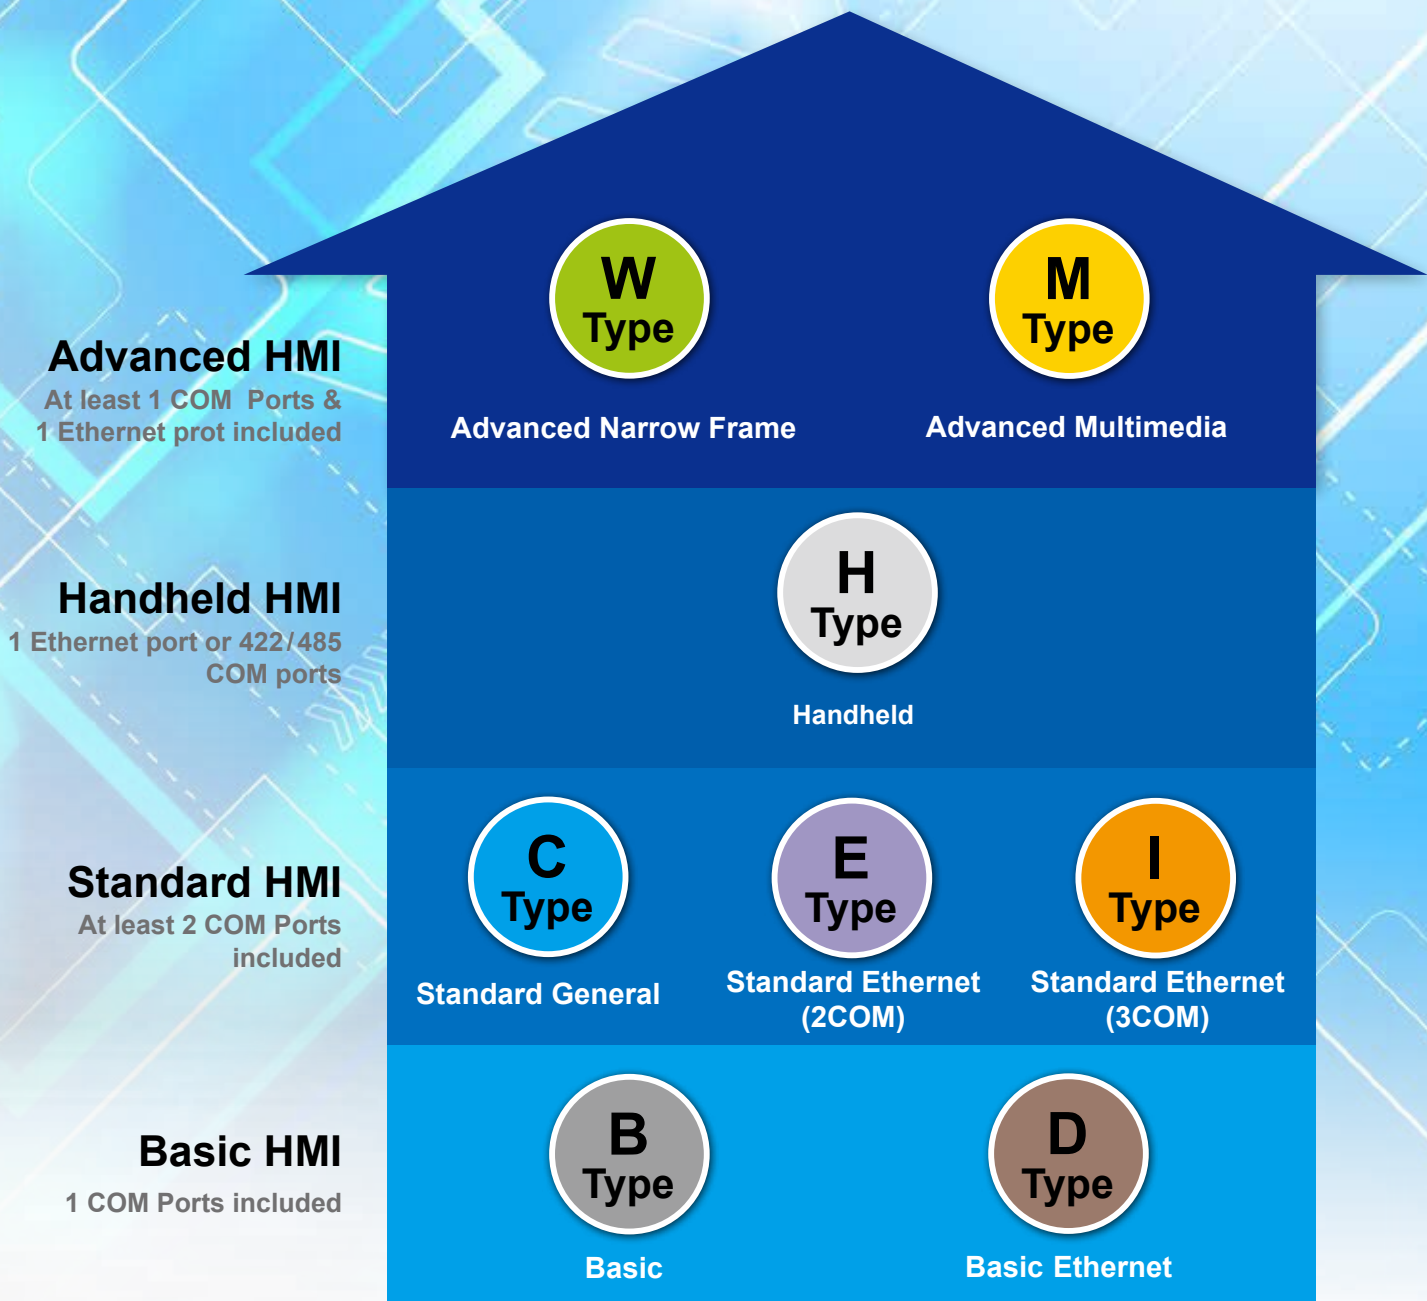 W
Type
M
Type
Advanced HMI
At least 1 COM Ports &
1 Ethernet prot included
Advanced Narrow Frame
Advanced Multimedia
H
Type
Handheld HMI
1 Ethernet port or 422/485
COM ports
Handheld
C
Type
E
Type
I
Type
Standard HMI
At least 2 COM Ports
included
Standard General
Standard Ethernet
(2COM)
Standard Ethernet
(3COM)
B
Type
D
Type
Basic HMI
1 COM Ports included
Basic
Basic Ethernet